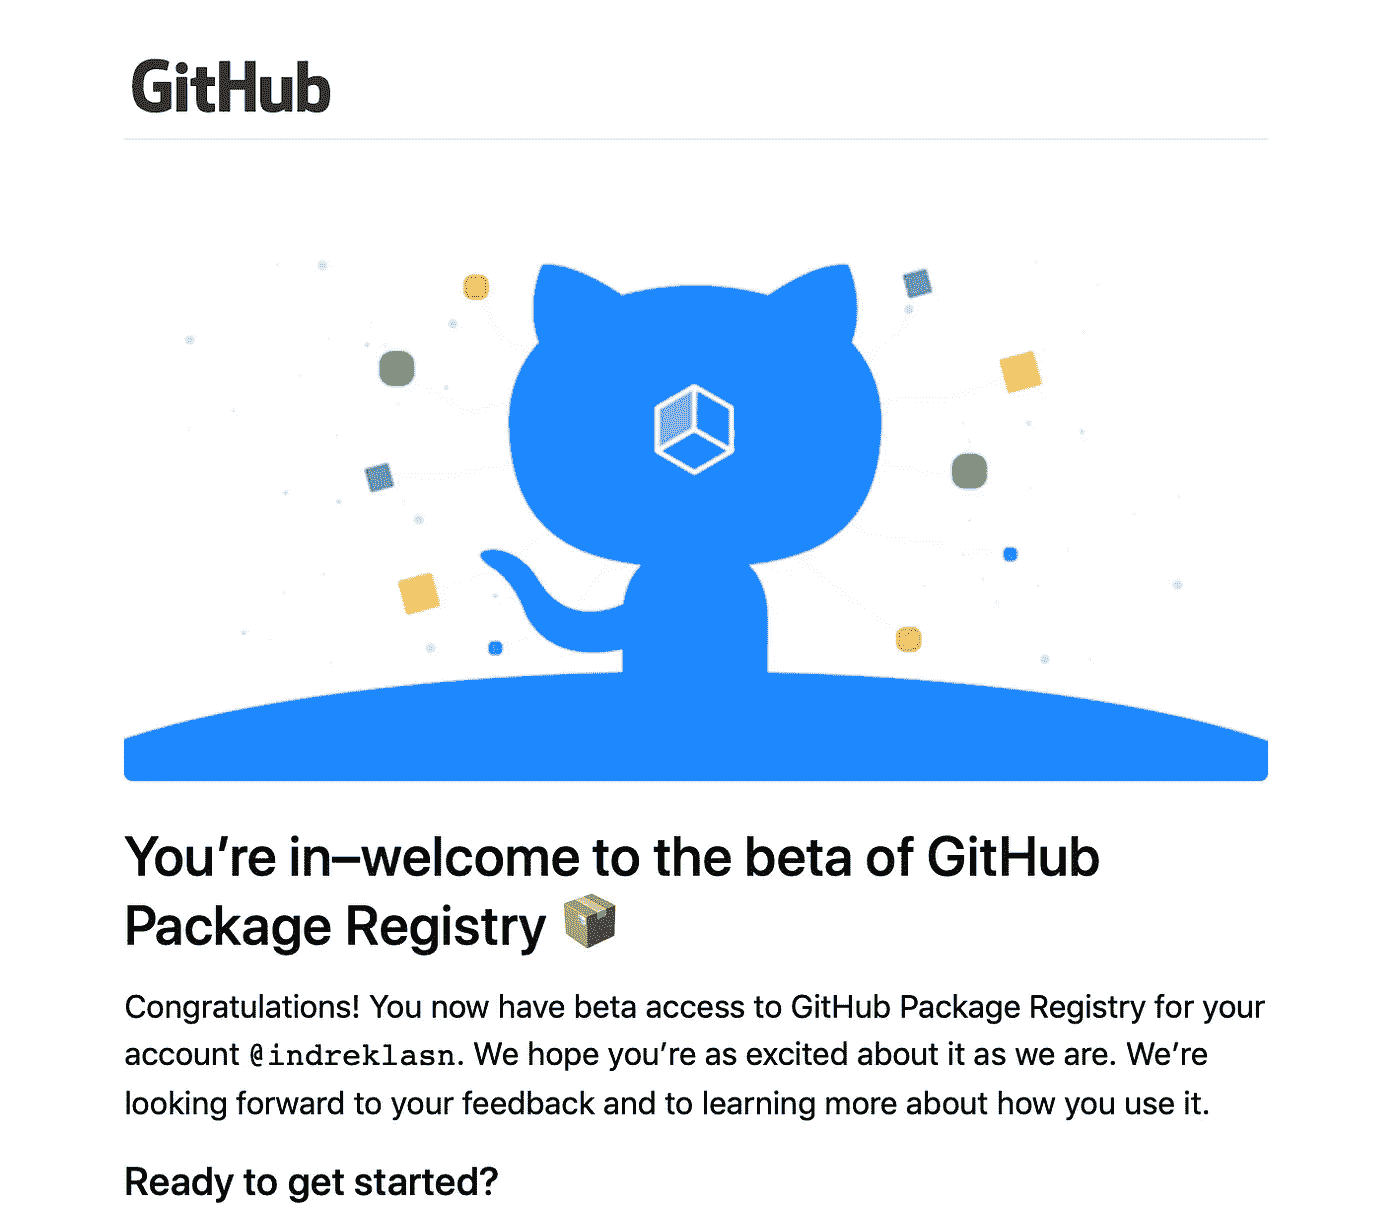 GitHub
You’re in–welcome to the beta of GitHub
Package Registry 📦
Congratulations! You now have beta access to GitHub Package Registry for your
account @indreklasn. We hope you’re as excited about it as we are. We’re
looking forward to your feedback and to learning more about how you use it.
Ready to get started?